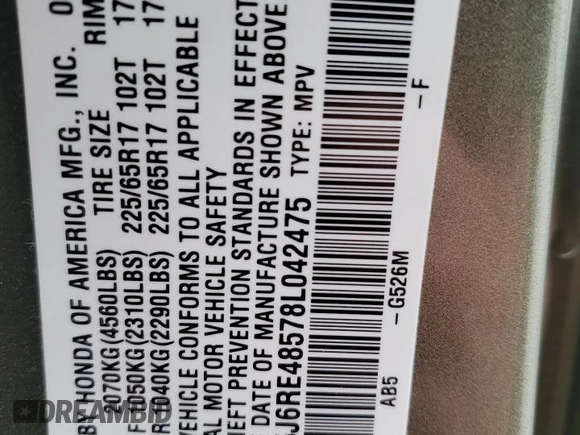 BY HONDA OF AMERICA MFG., INC. 0
2070KG(4560LBS) TIRE SIZE RIM
1050KG(2310LBS) 225/65R17 102T 17
1040KG(2290LBS) 225/65R17 102T 17
VEHICLE CONFORMS TO ALL APPLICABLE
AL MOTOR VEHICLE SAFETY
HEFT PREVENTION STANDARDS IN EFFECT
DATE OF MANUFACTURE SHOWN ABOVE
J6RE48578L042475 TYPE: MPV
AB5 -G526M -F
DREAMBID